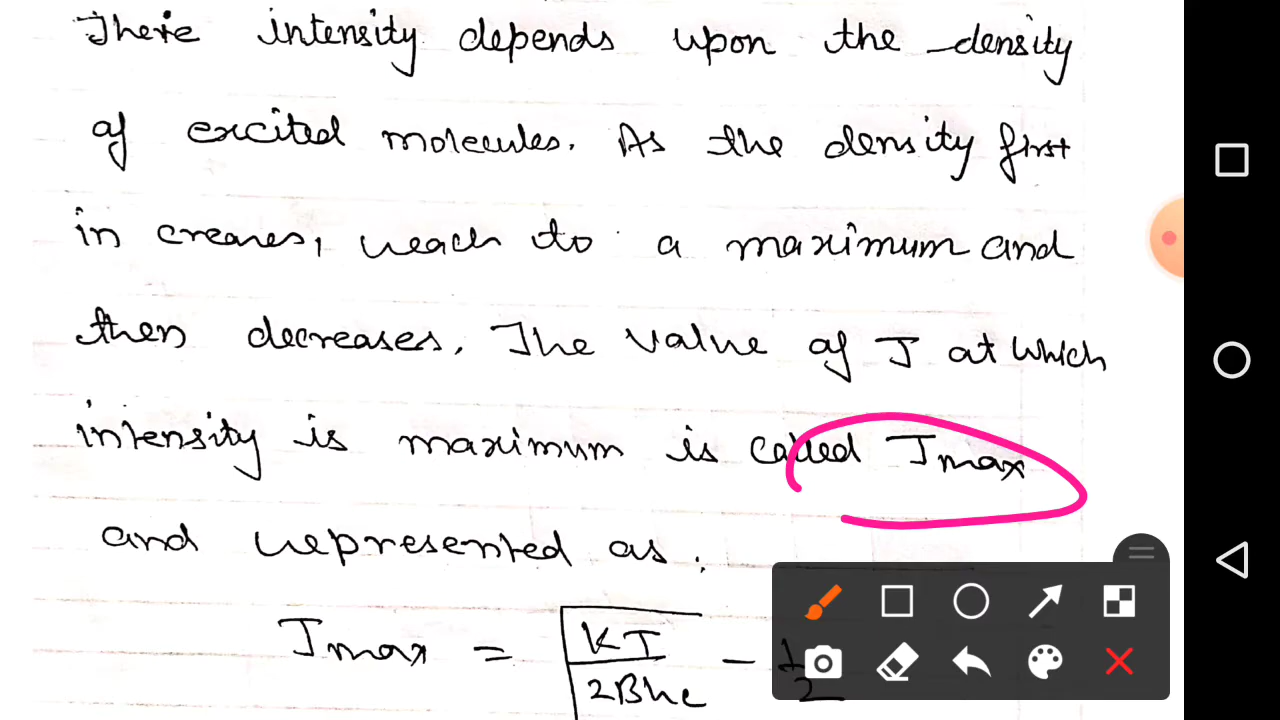 There intensity depends upon the density
of excited molecules. As the density first
in creases, reach to a maximum and
then decreases. The value of J at which
intensity is maximum is called Jmax
and represented as.
Jmax = √(KT/2Bhc) - 1/2